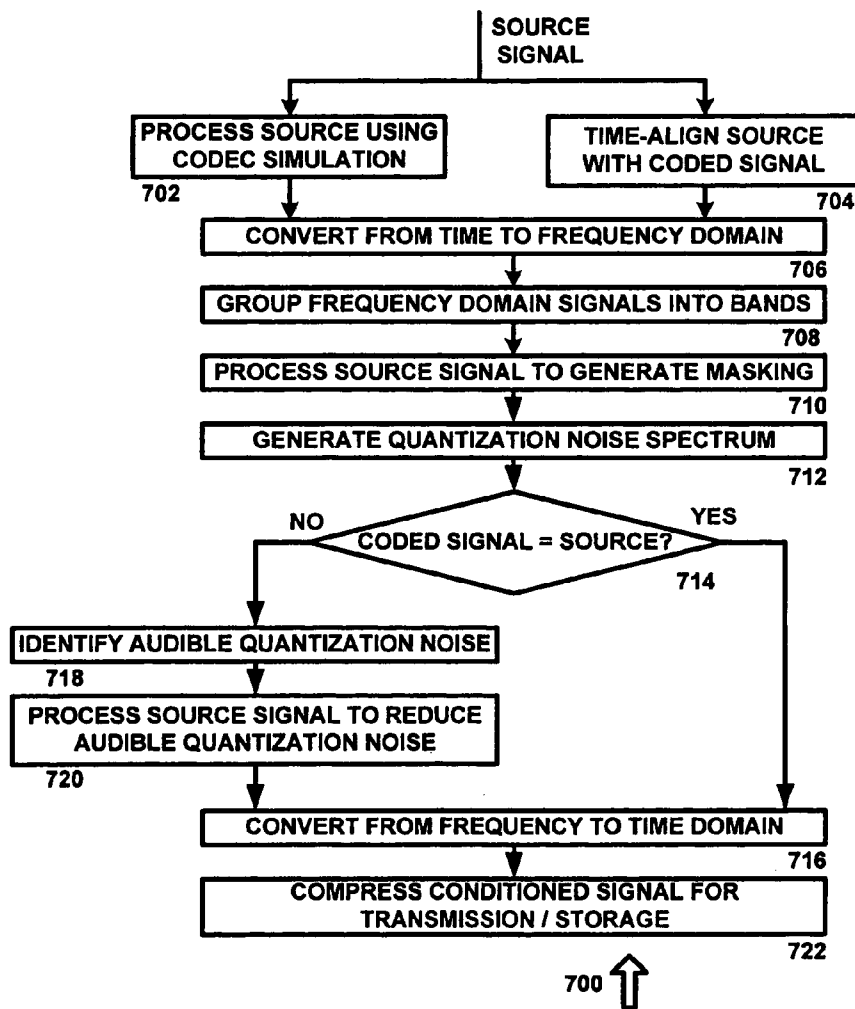 SOURCE
SIGNAL
PROCESS SOURCE USING
CODEC SIMULATION
702
TIME-ALIGN SOURCE
WITH CODED SIGNAL
704
CONVERT FROM TIME TO FREQUENCY DOMAIN
706
GROUP FREQUENCY DOMAIN SIGNALS INTO BANDS
708
PROCESS SOURCE SIGNAL TO GENERATE MASKING
710
GENERATE QUANTIZATION NOISE SPECTRUM
712
NO
YES
CODED SIGNAL = SOURCE?
714
IDENTIFY AUDIBLE QUANTIZATION NOISE
718
PROCESS SOURCE SIGNAL TO REDUCE
AUDIBLE QUANTIZATION NOISE
720
CONVERT FROM FREQUENCY TO TIME DOMAIN
716
COMPRESS CONDITIONED SIGNAL FOR
TRANSMISSION / STORAGE
722
700